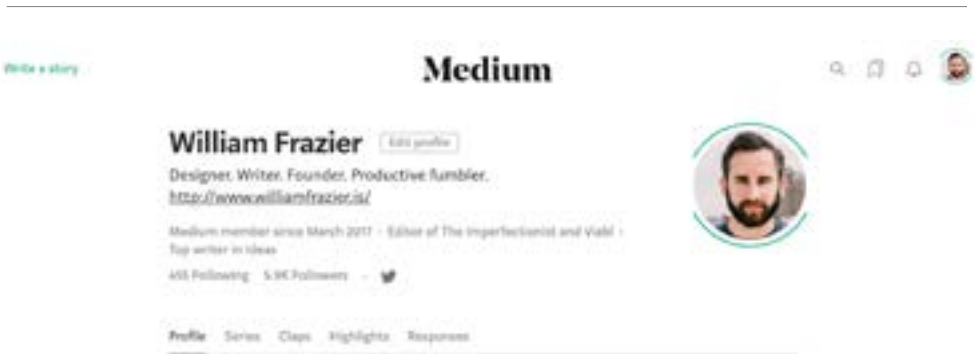 Write a story
Medium
William Frazier
Edit profile
Designer. Writer. Founder. Productive fumbler.
http://www.williamfrazier.is/
Medium member since March 2017 · Editor of The Imperfectionist and Viabl ·
Top writer in Ideas
455 Following 5.9K Followers ·
Profile Series Claps Highlights Responses